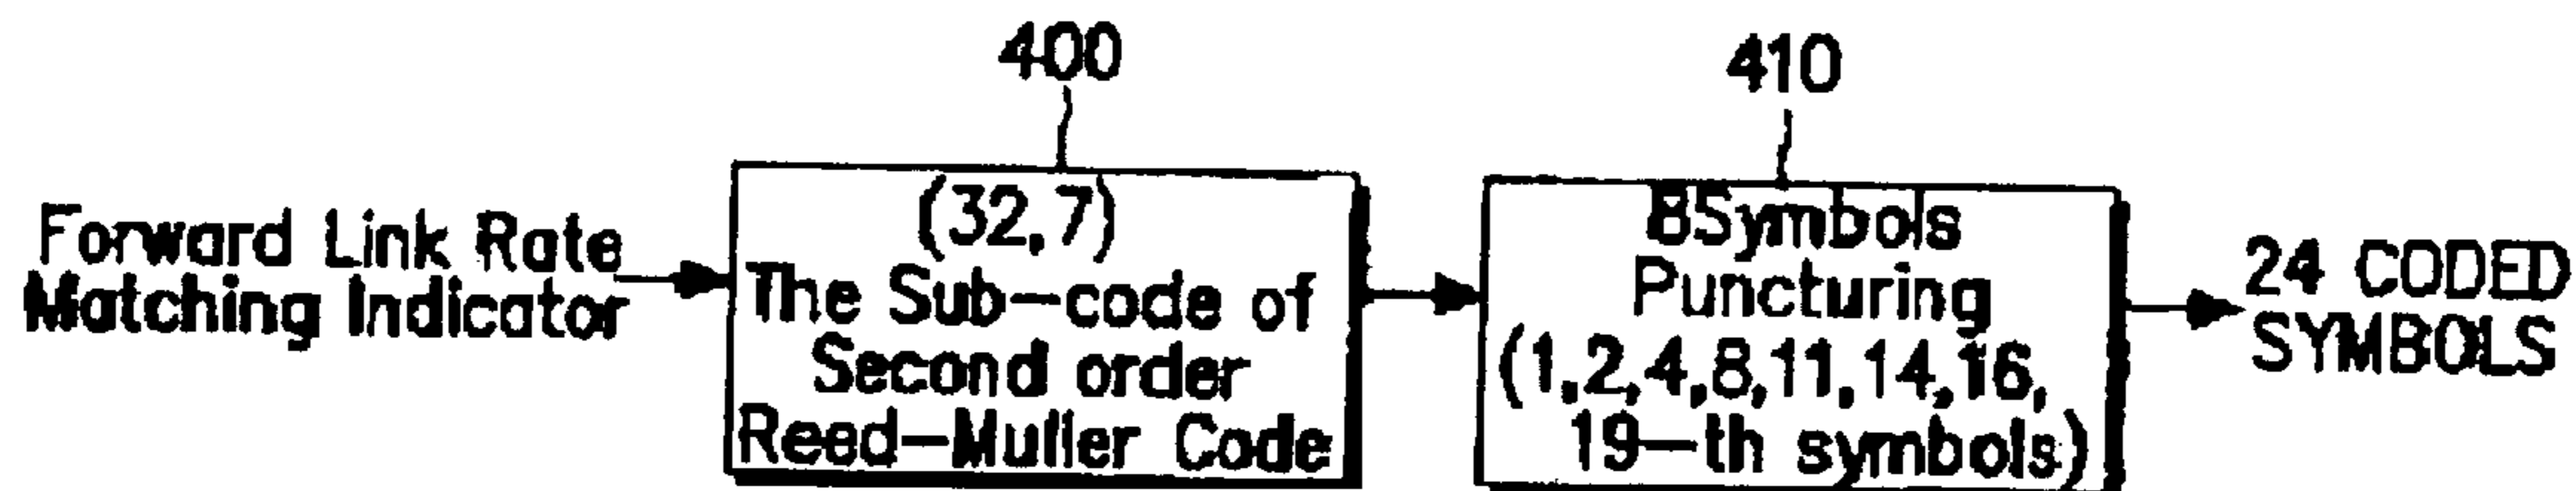 400
410
Forward Link Rate
Matching Indicator
(32,7)
The Sub-code of
Second order
Reed-Muller Code
8Symbols
Puncturing
(1,2,4,8,11,14,16,
19-th symbols)
24 CODED
SYMBOLS